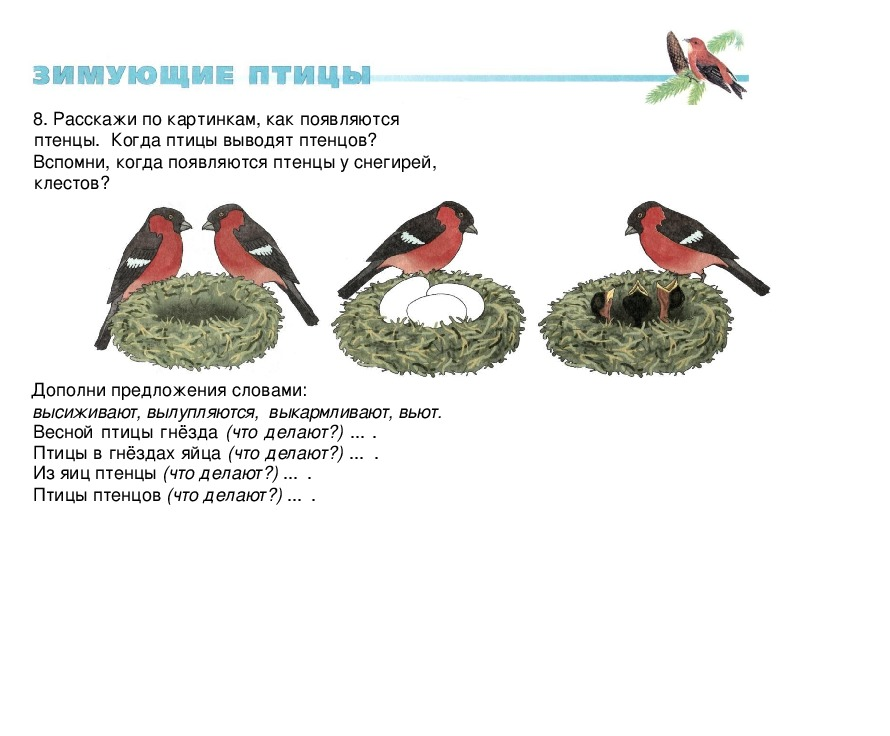 ЗИМУЮЩИЕ ПТИЦЫ
8. Расскажи по картинкам, как появляются
птенцы. Когда птицы выводят птенцов?
Вспомни, когда появляются птенцы у снегирей,
клестов?
Дополни предложения словами:
высиживают, вылупляются, выкармливают, вьют.
Весной птицы гнёзда (что делают?) ... .
Птицы в гнёздах яйца (что делают?) ... .
Из яиц птенцы (что делают?) ... .
Птицы птенцов (что делают?) ... .